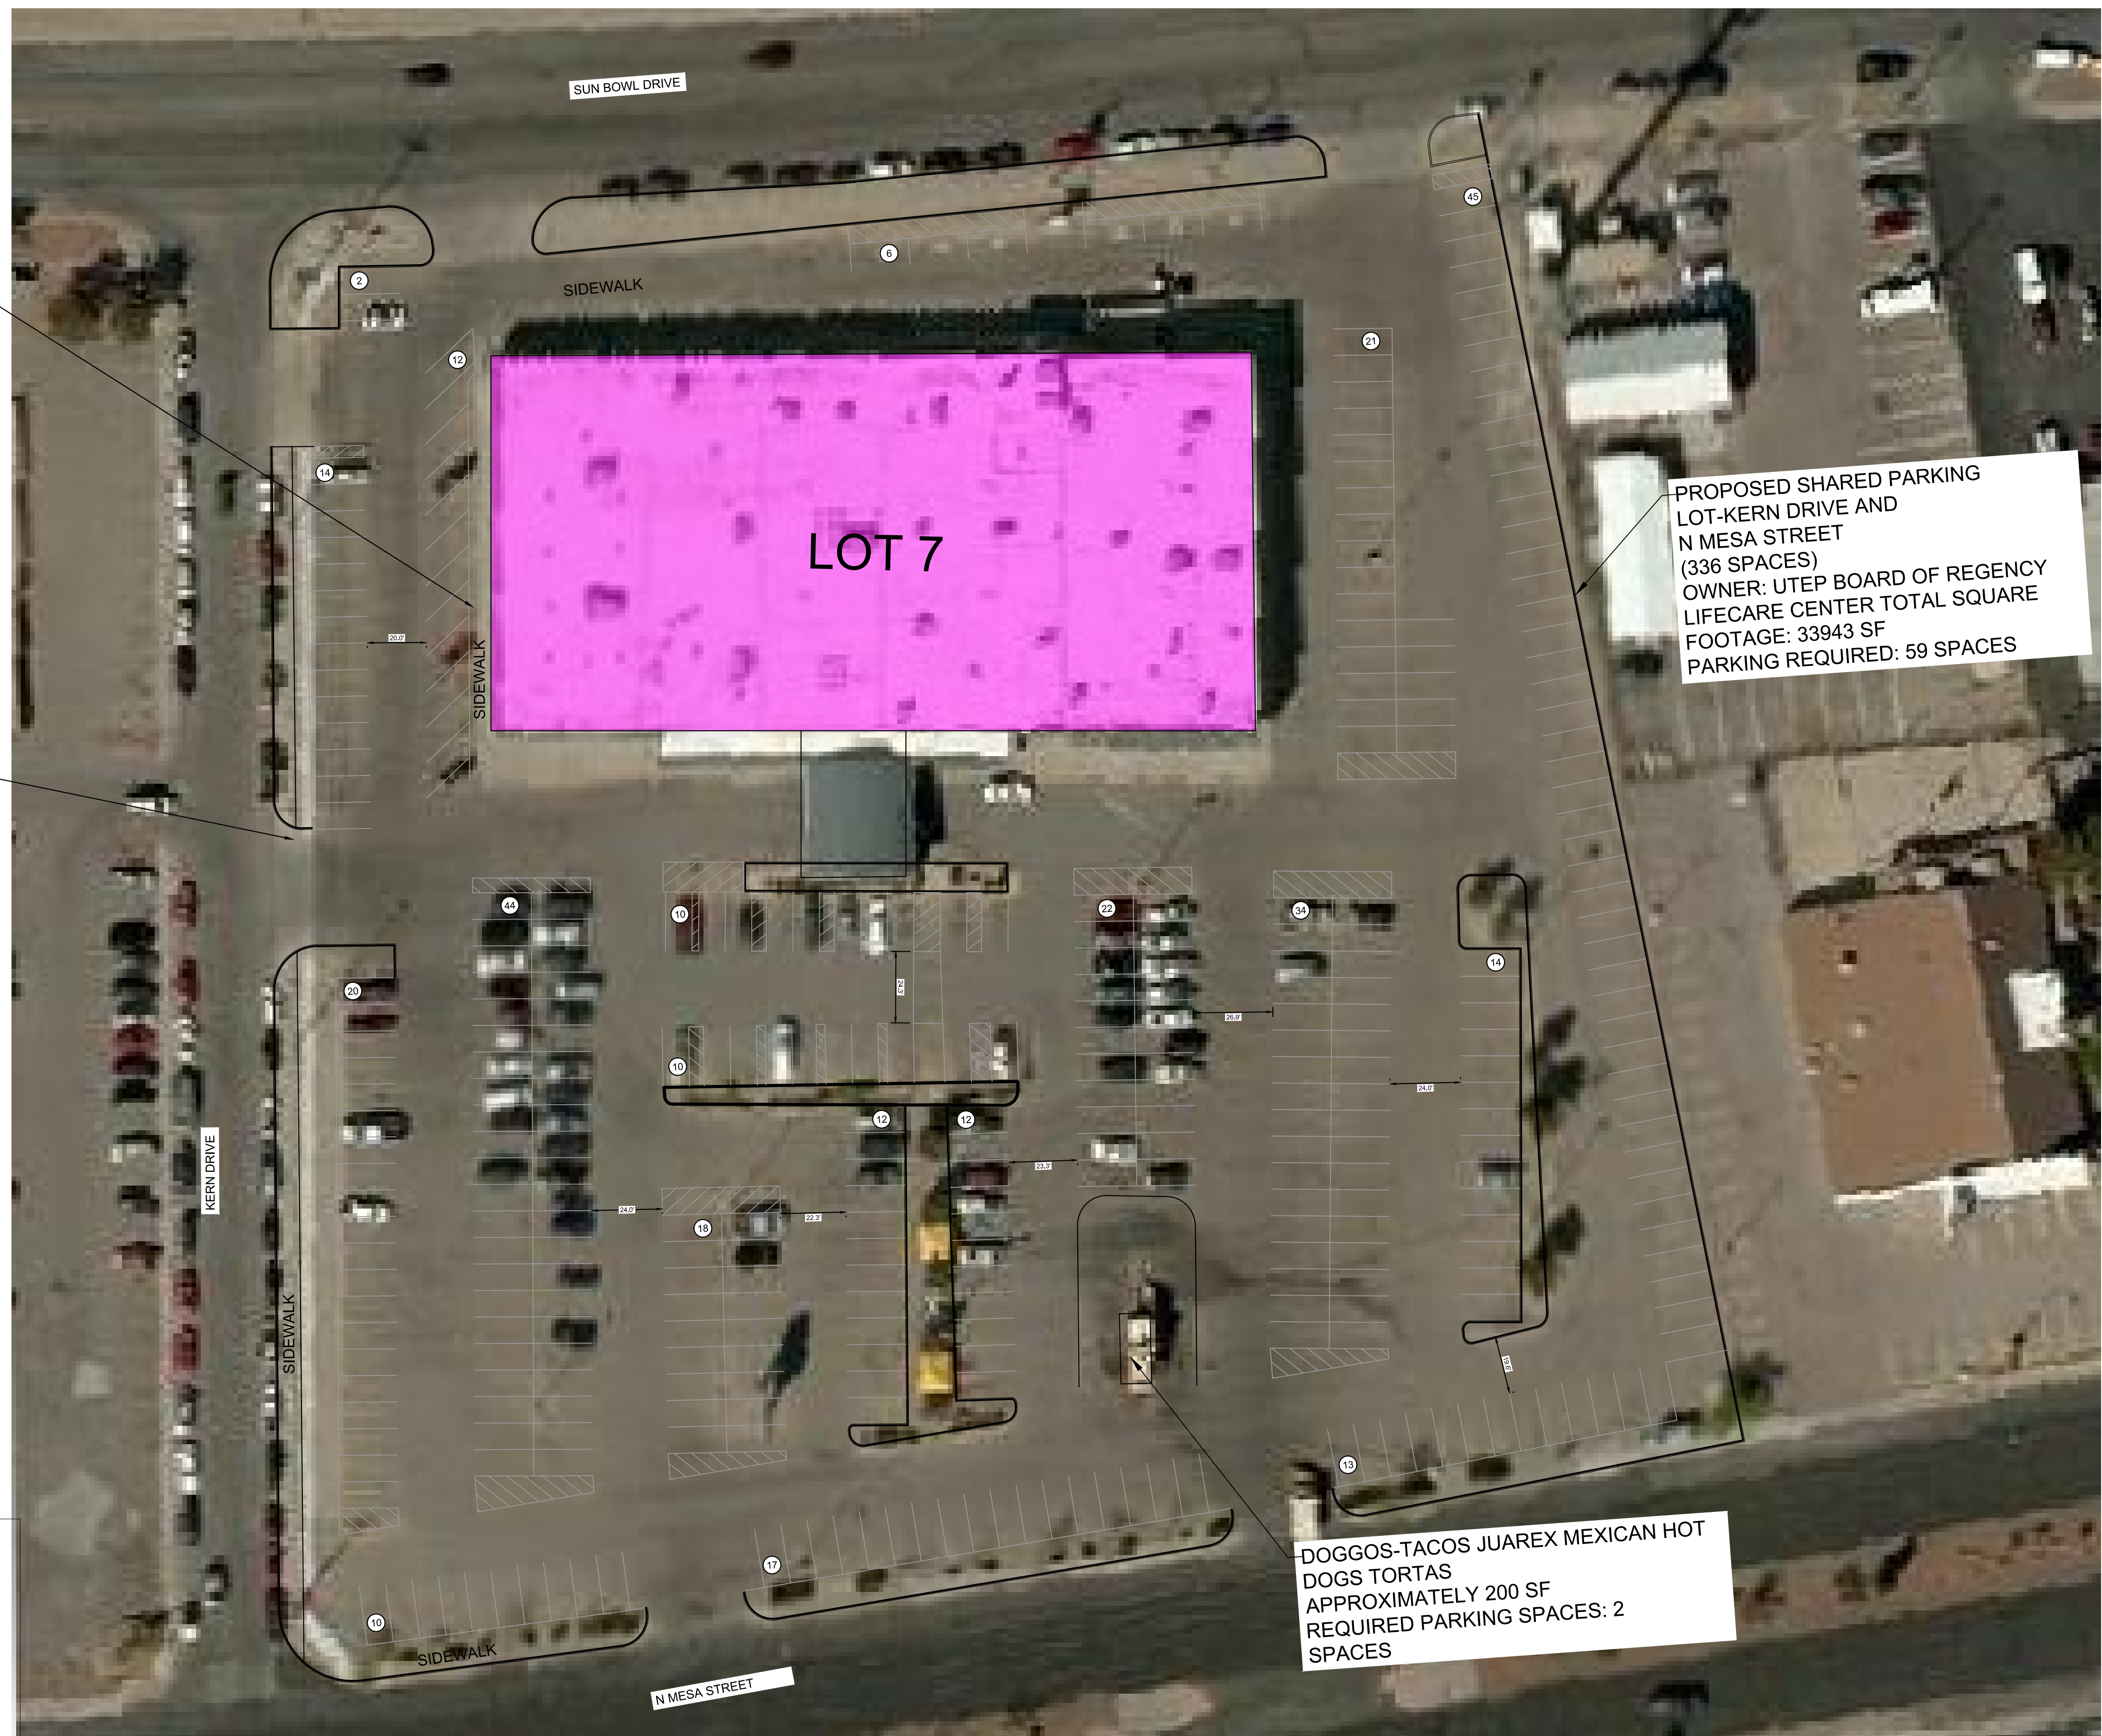 SUN BOWL DRIVE
45
6
2
SIDEWALK
21
12
14
LOT 7
PROPOSED SHARED PARKING
LOT-KERN DRIVE AND
N MESA STREET
(336 SPACES)
OWNER: UTEP BOARD OF REGENCY
LIFECARE CENTER TOTAL SQUARE
FOOTAGE: 33943 SF
PARKING REQUIRED: 59 SPACES
20.0'
SIDEWALK
44
10
22
34
14
20
24.3'
26.9'
10
24.0'
12
12
KERN DRIVE
23.3'
24.0'
22.3'
18
SIDEWALK
19.6'
13
DOGGOS-TACOS JUAREX MEXICAN HOT
DOGS TORTAS
APPROXIMATELY 200 SF
REQUIRED PARKING SPACES: 2
SPACES
17
10
SIDEWALK
N MESA STREET